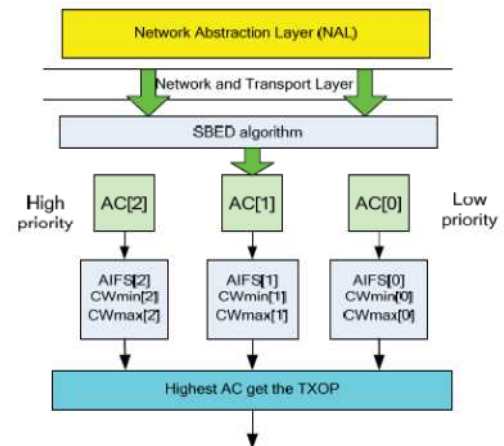 Network Abstraction Layer (NAL)
Network and Transport Layer
SBED algorithm
High
priority
AC[2]
AC[1]
AC[0]
Low
priority
AIFS[2]
CWmin[2]
CWmax[2]
AIFS[1]
CWmin[1]
CWmax[1]
AIFS[0]
CWmin[0]
CWmax[0]
Highest AC get the TXOP